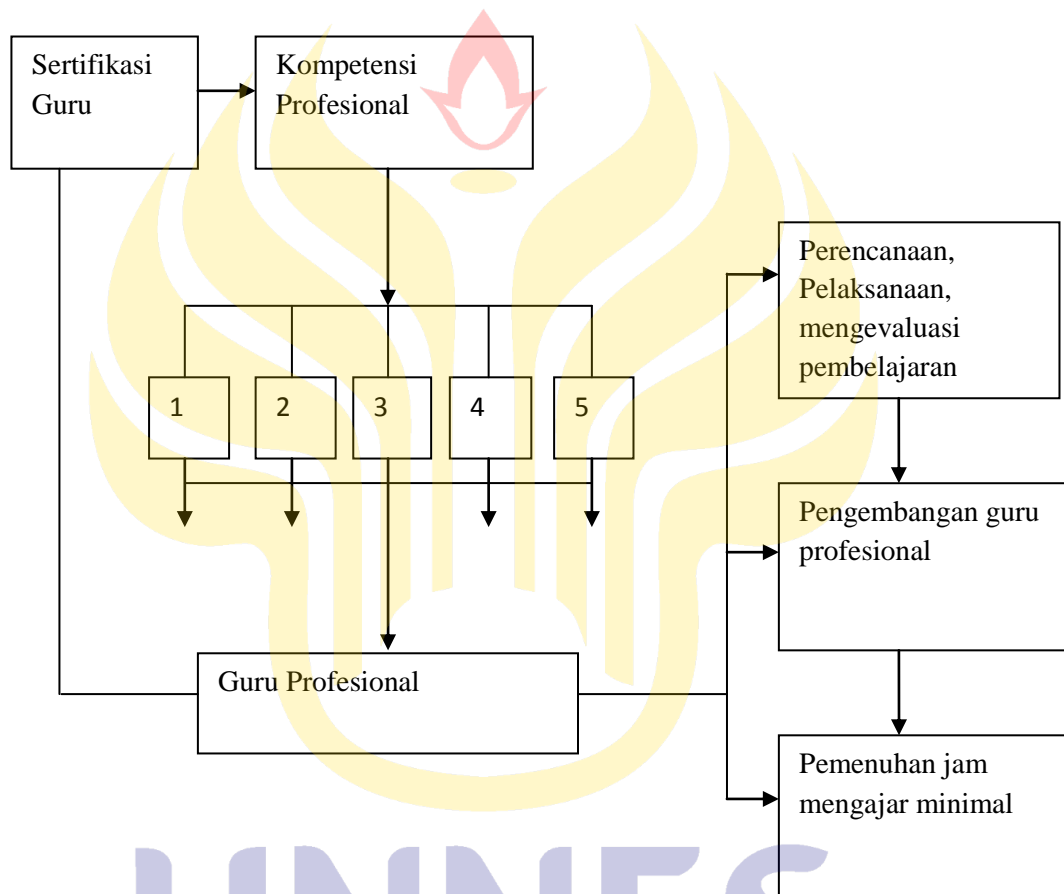 Sertifikasi
Guru
Kompetensi
Profesional
Perencanaan,
Pelaksanaan,
mengevaluasi
pembelajaran
1
2
3
4
5
Pengembangan guru
profesional
Guru Profesional
Pemenuhan jam
mengajar minimal
UNNES